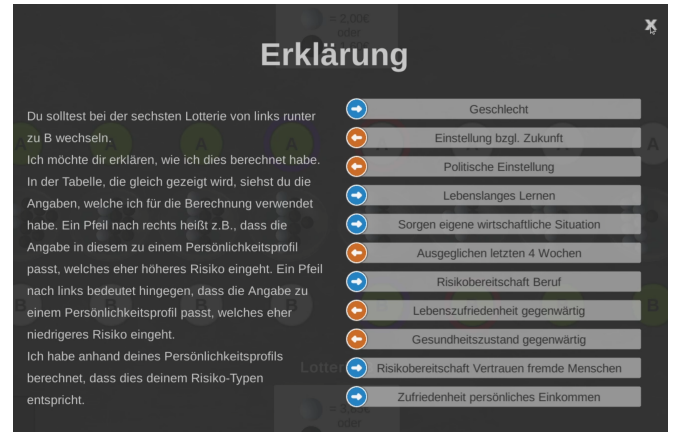 = 2,00€
oder
X
Erklärung
Du solltest bei der sechsten Lotterie von links runter
zu B wechseln.
Ich möchte dir erklären, wie ich dies berechnet habe.
In der Tabelle, die gleich gezeigt wird, siehst du die
Angaben, welche ich für die Berechnung verwendet
habe. Ein Pfeil nach rechts heißt z.B., dass die
Angabe in diesem zu einem Persönlichkeitsprofil
passt, welches eher höheres Risiko eingeht. Ein Pfeil
nach links bedeutet hingegen, dass die Angabe zu
einem Persönlichkeitsprofil passt, welches eher
niedrigeres Risiko eingeht.
Ich habe anhand deines Persönlichkeitsprofils
berechnet, dass dies deinem Risiko-Typen
entspricht.
Geschlecht
Einstellung bzgl. Zukunft
Politische Einstellung
Lebenslanges Lernen
Sorgen eigene wirtschaftliche Situation
Ausgeglichen letzten 4 Wochen
Risikobereitschaft Beruf
Lebenszufriedenheit gegenwärtig
Gesundheitszustand gegenwärtig
Risikobereitschaft Vertrauen fremde Menschen
Zufriedenheit persönliches Einkommen
A A A A A
B B B B B
oder